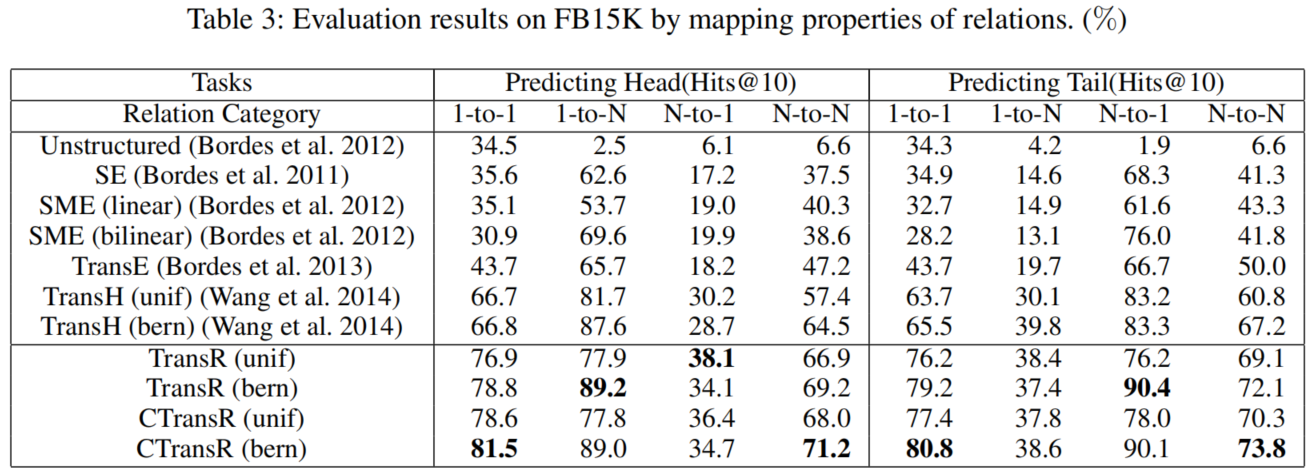 Table 3: Evaluation results on FB15K by mapping properties of relations. (%)
Tasks Predicting Head(Hits@10) Predicting Tail(Hits@10)
Relation Category 1-to-1 1-to-N N-to-1 N-to-N 1-to-1 1-to-N N-to-1 N-to-N
Unstructured (Bordes et al. 2012) 34.5 2.5 6.1 6.6 34.3 4.2 1.9 6.6
SE (Bordes et al. 2011) 35.6 62.6 17.2 37.5 34.9 14.6 68.3 41.3
SME (linear) (Bordes et al. 2012) 35.1 53.7 19.0 40.3 32.7 14.9 61.6 43.3
SME (bilinear) (Bordes et al. 2012) 30.9 69.6 19.9 38.6 28.2 13.1 76.0 41.8
TransE (Bordes et al. 2013) 43.7 65.7 18.2 47.2 43.7 19.7 66.7 50.0
TransH (unif) (Wang et al. 2014) 66.7 81.7 30.2 57.4 63.7 30.1 83.2 60.8
TransH (bern) (Wang et al. 2014) 66.8 87.6 28.7 64.5 65.5 39.8 83.3 67.2
TransR (unif) 76.9 77.9 38.1 66.9 76.2 38.4 76.2 69.1
TransR (bern) 78.8 89.2 34.1 69.2 79.2 37.4 90.4 72.1
CTransR (unif) 78.6 77.8 36.4 68.0 77.4 37.8 78.0 70.3
CTransR (bern) 81.5 89.0 34.7 71.2 80.8 38.6 90.1 73.8